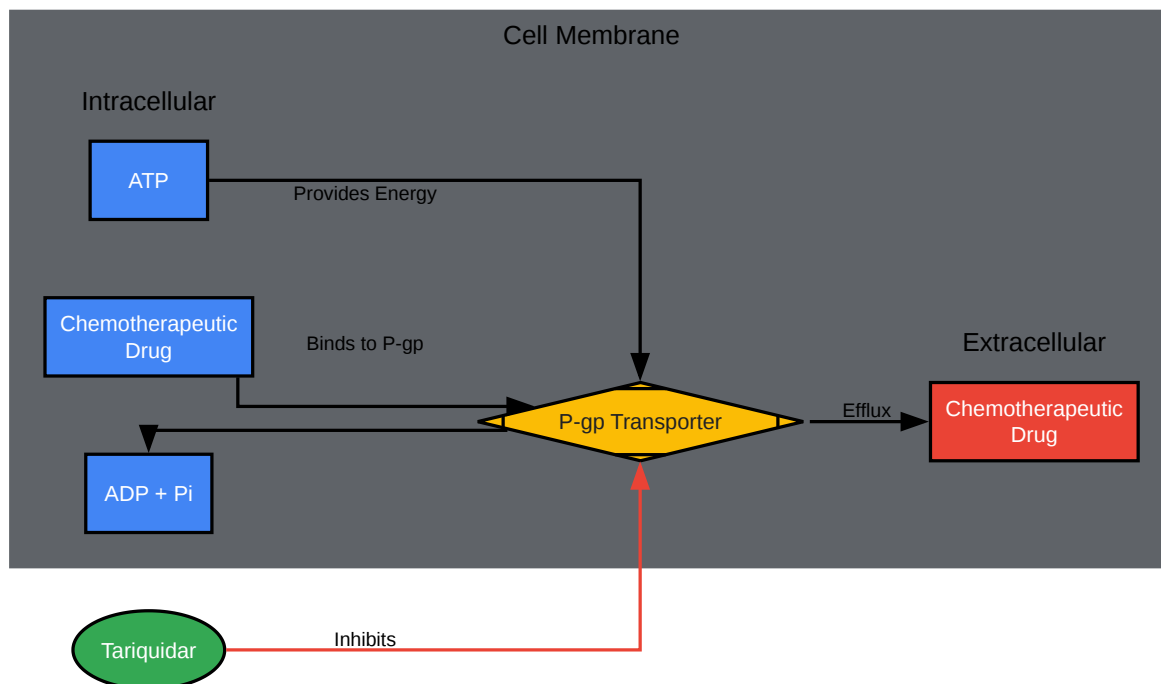 Cell Membrane
Intracellular
ATP
Provides Energy
Chemotherapeutic
Drug
Binds to P-gp
Extracellular
P-gp Transporter
Efflux
Chemotherapeutic
Drug
ADP + Pi
Tariquidar
Inhibits